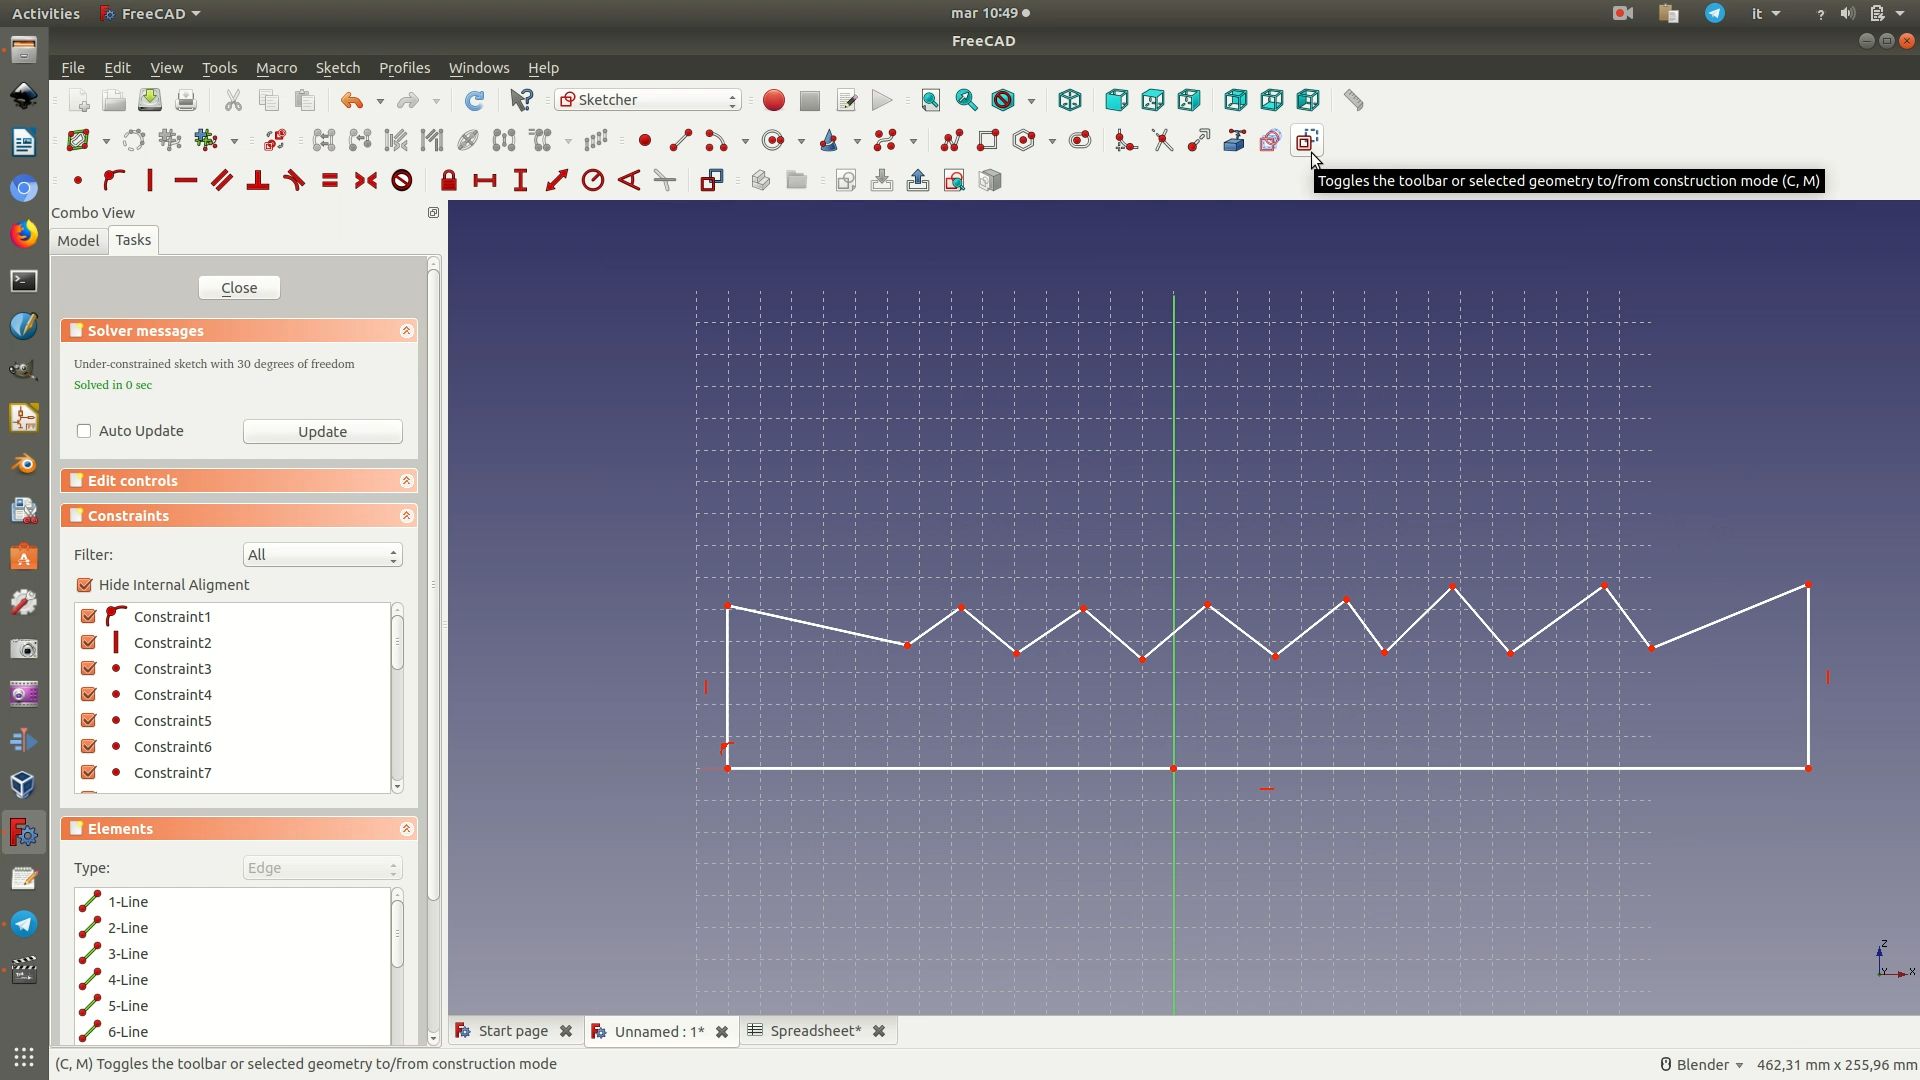 Activities FreeCAD mar 10:49 it ?
FreeCAD
File Edit View Tools Macro Sketch Profiles Windows Help
Sketcher
Toggles the toolbar or selected geometry to/from construction mode (C, M)
Combo View
Model Tasks
Close
Solver messages
Under-constrained sketch with 30 degrees of freedom
Solved in 0 sec
Auto Update Update
Edit controls
Constraints
Filter: All
Hide Internal Aligment
Constraint1
Constraint2
Constraint3
Constraint4
Constraint5
Constraint6
Constraint7
Elements
Type: Edge
1-Line
2-Line
3-Line
4-Line
5-Line
6-Line
Z
Y X
Start page Unnamed : 1* Spreadsheet*
(C, M) Toggles the toolbar or selected geometry to/from construction mode Blender 462,31 mm x 255,96 mm